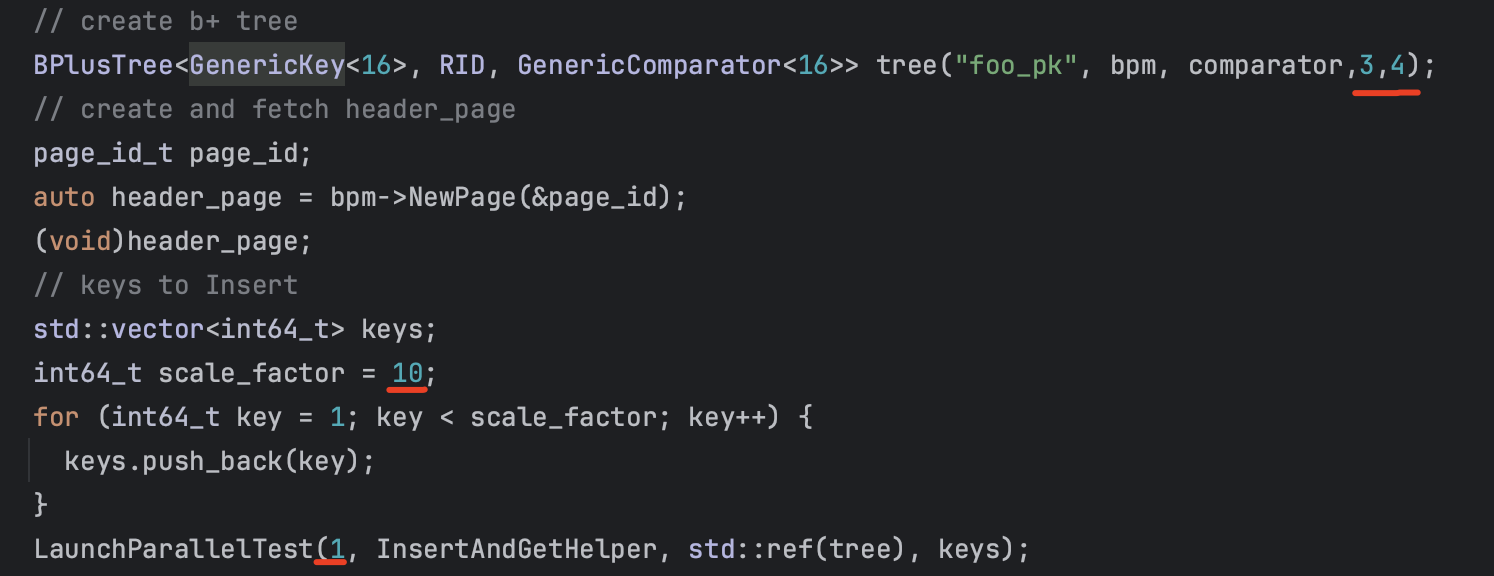 // create b+ tree
BPlusTree<GenericKey<16>, RID, GenericComparator<16>> tree("foo_pk", bpm, comparator,3,4);
// create and fetch header_page
page_id_t page_id;
auto header_page = bpm->NewPage(&page_id);
(void)header_page;
// keys to Insert
std::vector<int64_t> keys;
int64_t scale_factor = 10;
for (int64_t key = 1; key < scale_factor; key++) {
  keys.push_back(key);
}
LaunchParallelTest(1, InsertAndGetHelper, std::ref(tree), keys);